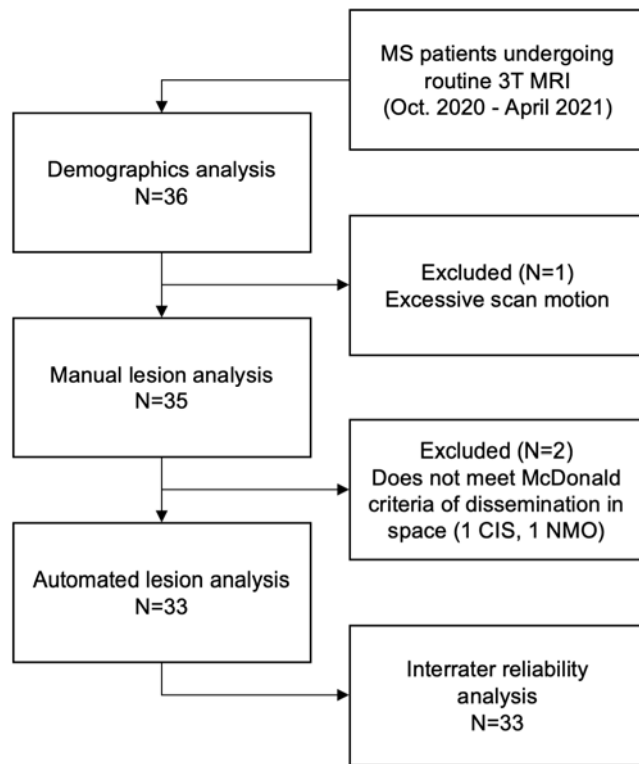 MS patients undergoing
routine 3T MRI
(Oct. 2020 - April 2021)
Demographics analysis
N=36
Excluded (N=1)
Excessive scan motion
Manual lesion analysis
N=35
Excluded (N=2)
Does not meet McDonald
criteria of dissemination in
space (1 CIS, 1 NMO)
Automated lesion analysis
N=33
Interrater reliability
analysis
N=33